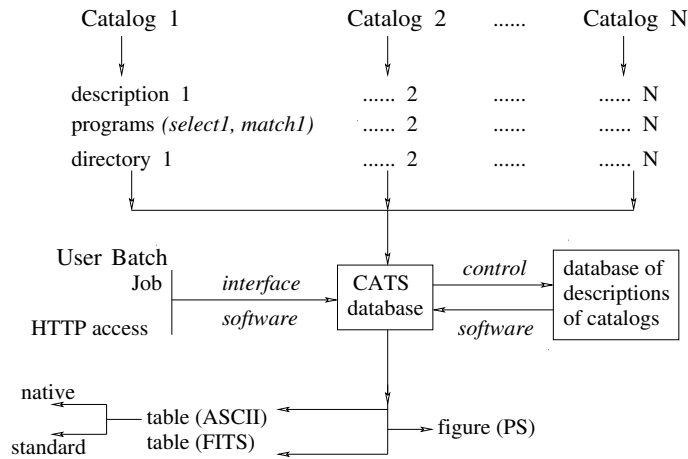 Catalog 1 Catalog 2 ...... Catalog N
description 1 ...... 2 ...... ...... N
programs (select1, match1) ...... 2 ...... ...... N
directory 1 ...... 2 ...... ...... N
User Batch
Job
HTTP access
interface
software
CATS
database
control
software
database of
descriptions
of catalogs
native
standard
table (ASCII)
table (FITS)
figure (PS)